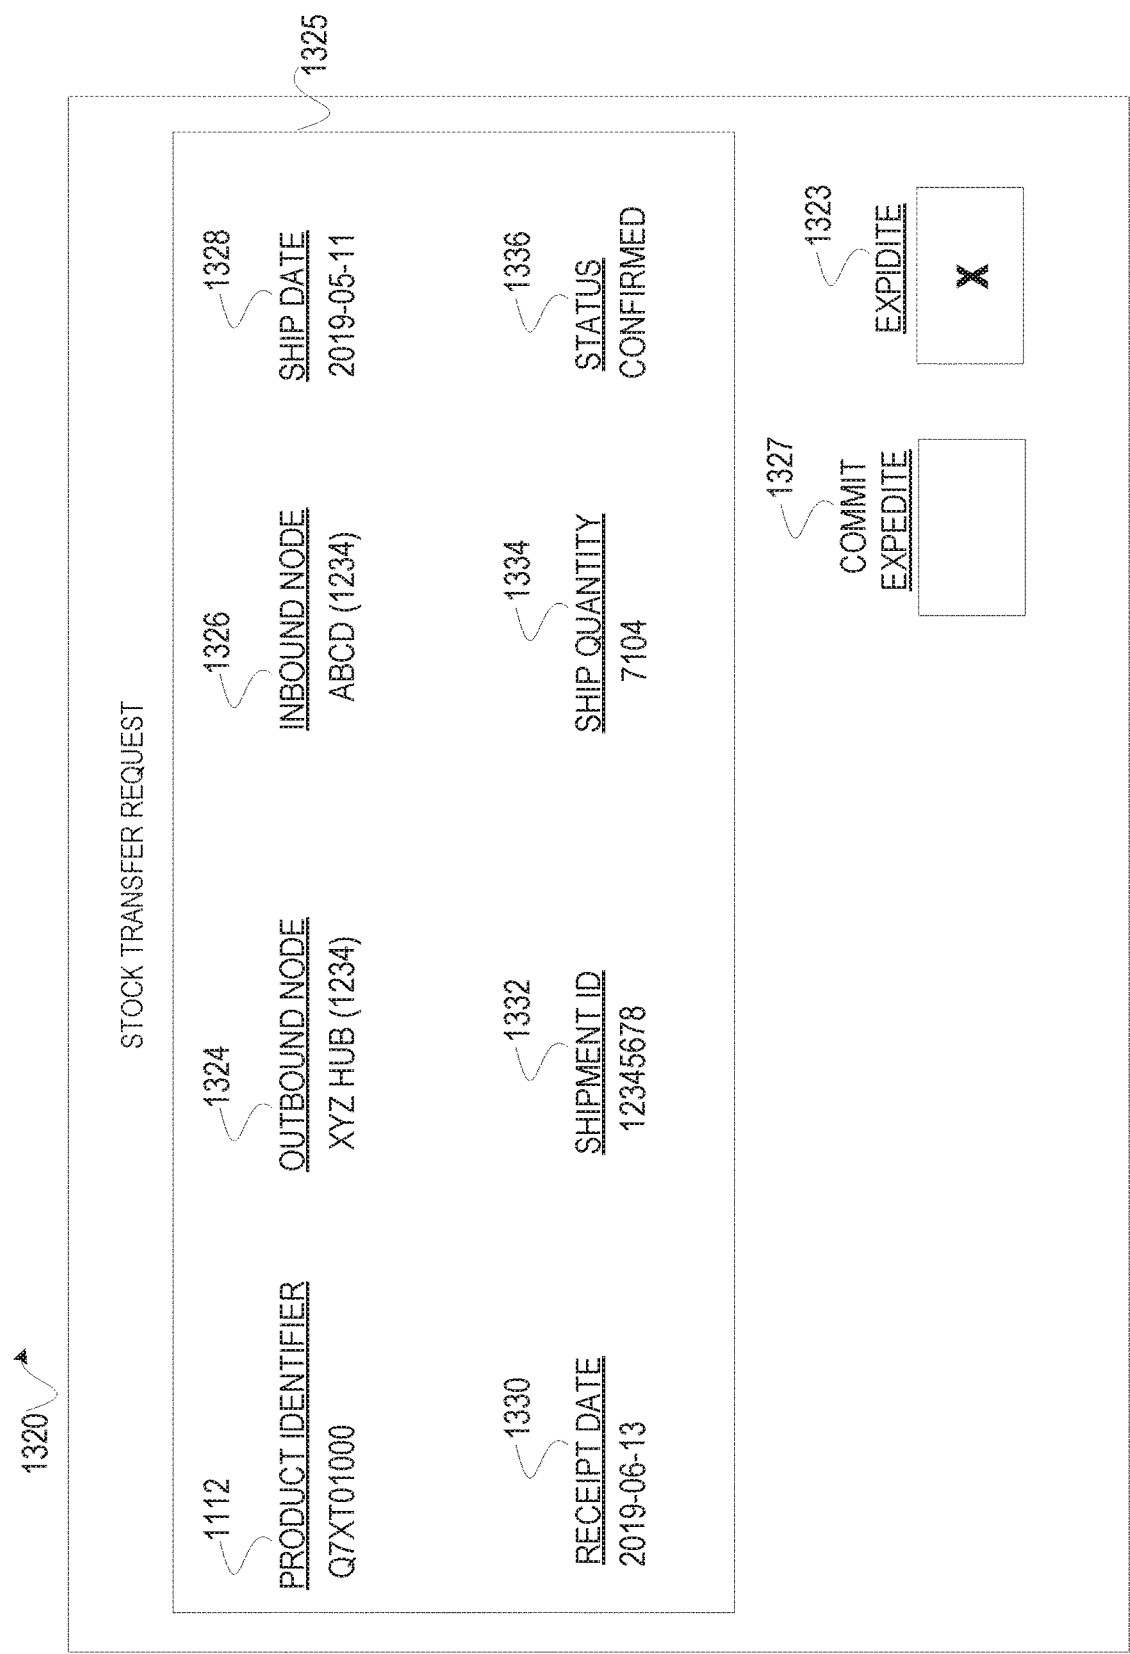 1320
STOCK TRANSFER REQUEST
1325
1112
PRODUCT IDENTIFIER
Q7XT01000
1324
OUTBOUND NODE
XYZ HUB (1234)
1326
INBOUND NODE
ABCD (1234)
1328
SHIP DATE
2019-05-11
1330
RECEIPT DATE
2019-06-13
1332
SHIPMENT ID
12345678
1334
SHIP QUANTITY
7104
1336
STATUS
CONFIRMED
1327
COMMIT
EXPEDITE
1323
EXPIDITE
X